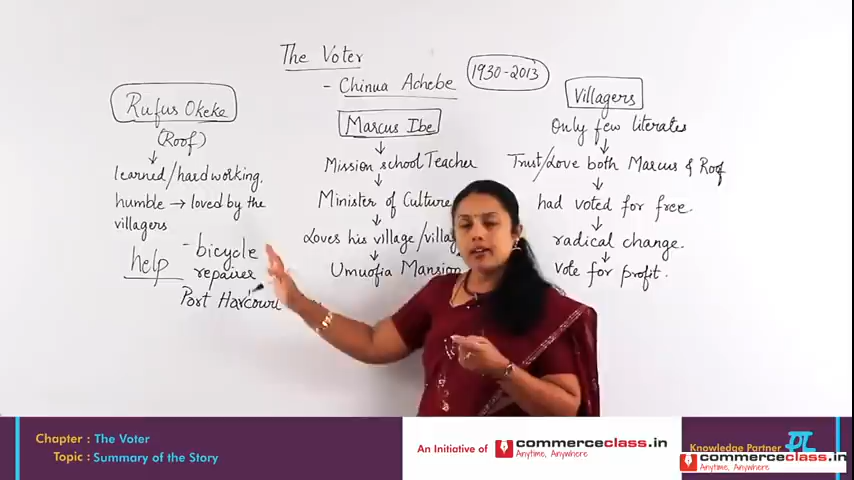 The Voter
- Chinua Achebe
1930-2013
Rufus Okeke
(Roof)
learned/hardworking.
humble → loved by the
villagers
help
- bicycle
repairer
Port Harcourt
Marcus Ibe
Mission school Teacher
Minister of Culture
Loves his village/villag
Umuofia Mansion
Villagers
Only few literates
Trust/Love both Marcus & Roof
had voted for free.
radical change.
vote for profit.
Chapter : The Voter
Topic : Summary of the Story
An Initiative of commerceclass.in
Anytime, Anywhere
Knowledge Partner
commerceclass.in
Anytime, Anywhere